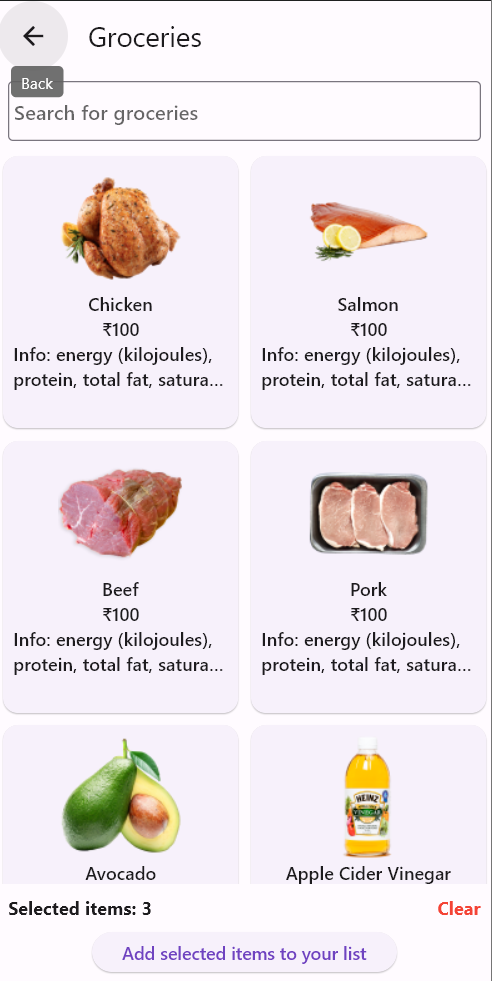 Groceries
Back
Search for groceries
Chicken
₹100
Info: energy (kilojoules),
protein, total fat, satura...
Salmon
₹100
Info: energy (kilojoules),
protein, total fat, satura...
Beef
₹100
Info: energy (kilojoules),
protein, total fat, satura...
Pork
₹100
Info: energy (kilojoules),
protein, total fat, satura...
Avocado
HEINZ
VINEGAR
Apple Cider Vinegar
Selected items: 3
Clear
Add selected items to your list